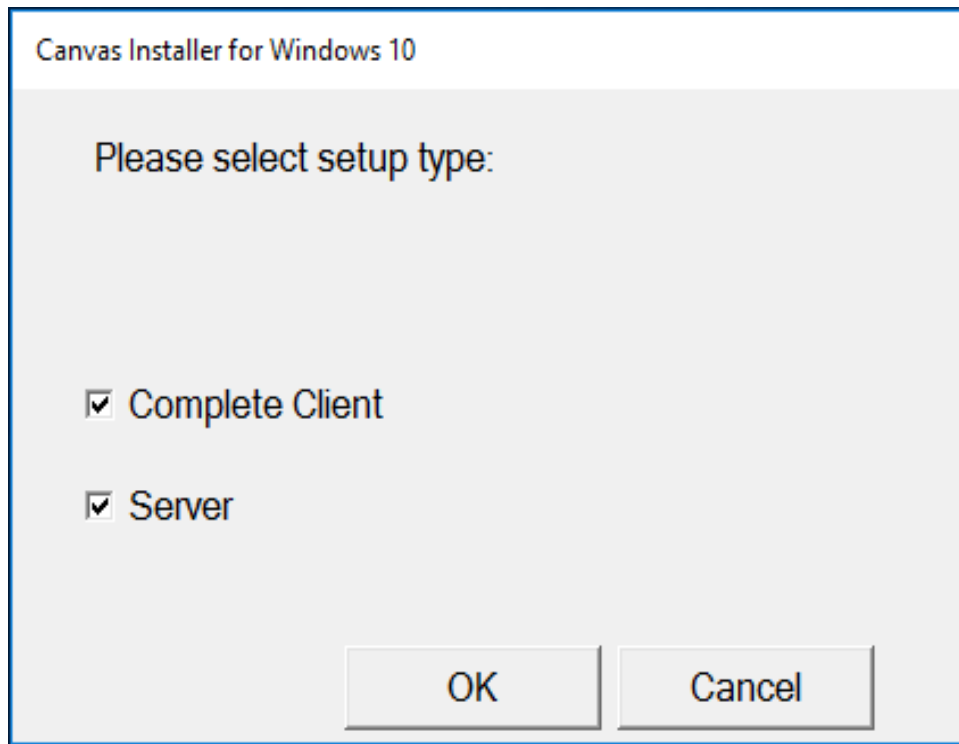 Canvas Installer for Windows 10
Please select setup type:
Complete Client
Server
OK Cancel